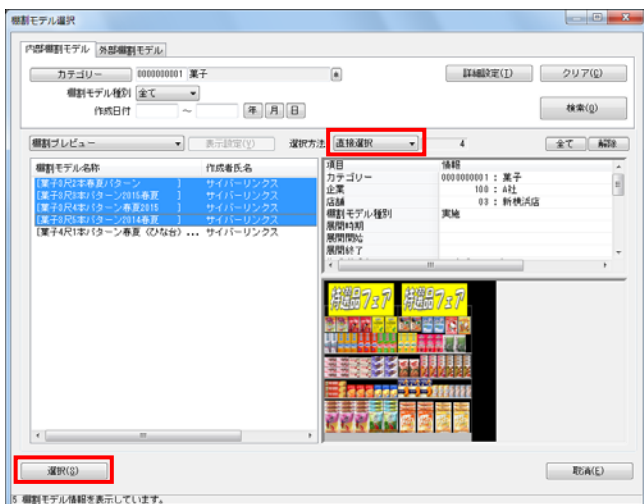 棚割モデル選択
内部棚割モデル 外部棚割モデル
カテゴリー 0000000001 菓子 詳細設定(I) クリア(C)
棚割モデル種別 全て
作成日付 ～ 年 月 日 検索(Q)
棚割プレビュー 表示設定(V) 選択方法 直接選択 4 全て 解除
棚割モデル名称 作成者氏名
[菓子3尺2本春夏パターン ] サイバーリンクス
[菓子3尺3本パターン2015春夏 ] サイバーリンクス
[菓子3尺4本パターン春夏2015 ] サイバーリンクス
[菓子3尺5本パターン2014春夏 ] サイバーリンクス
[菓子4尺1本パターン春夏（ひな台）... サイバーリンクス
項目 情報
カテゴリー 0000000001 : 菓子
企業 100 : A社
店舗 03 : 新横浜店
棚割モデル種別 実施
展開時期
展開開始
展開終了
特選品フェア 特選品フェア
選択(S) 取消(E)
5 棚割モデル情報を表示しています。